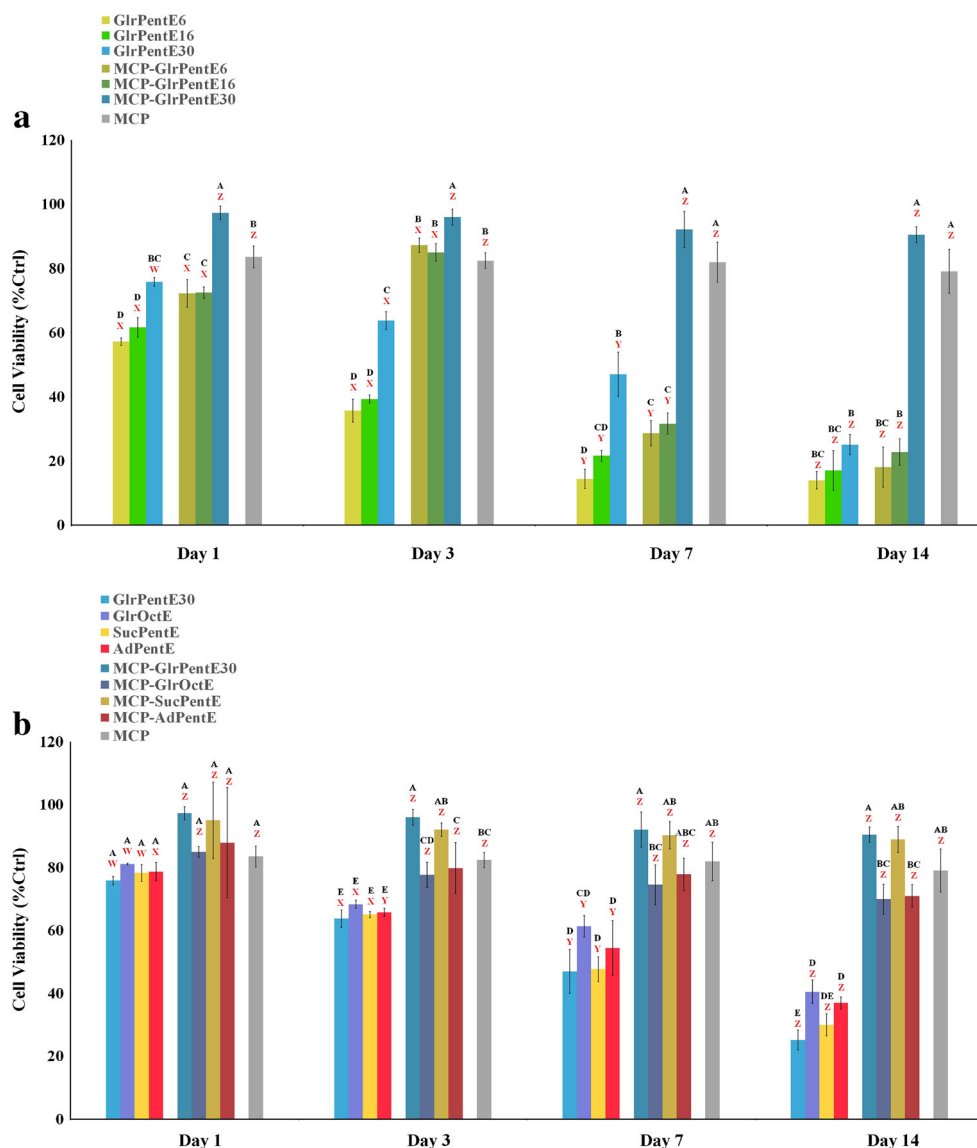 GlrPentE6
GlrPentE16
GlrPentE30
MCP-GlrPentE6
MCP-GlrPentE16
MCP-GlrPentE30
MCP
a
Cell Viability (%Ctrl)
120
100
80
60
40
20
0
D D BC C C A B
X X W X X Z Z
D D C B B A B
X X X X X Z Z
D CD B C C A A
Y Y Y Y Y Z Z
BC BC B BC B A A
Z Z Z Z Z Z Z
Day 1 Day 3 Day 7 Day 14
GlrPentE30
GlrOctE
SucPentE
AdPentE
MCP-GlrPentE30
MCP-GlrOctE
MCP-SucPentE
MCP-AdPentE
MCP
b
Cell Viability (%Ctrl)
120
100
80
60
40
20
0
A A A A A A A A A
W W W X Z Z Z Z Z
E E E E A CD AB C BC
X X X Y Z Z Z Z Z
D CD D D A BC AB ABC AB
Y Y Y Y Z Z Z Z Z
E D DE D A BC AB BC AB
Z Z Z Z Z Z Z Z Z
Day 1 Day 3 Day 7 Day 14